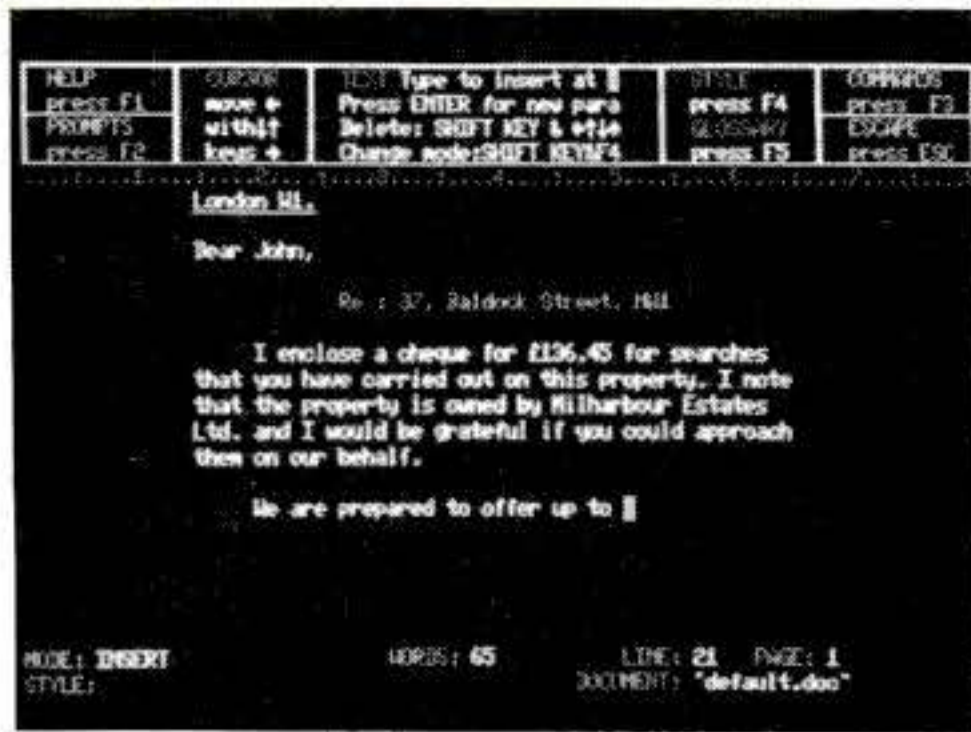 HELP
press F1
PROMPTS
press F2
CURSOR
move ←
with↓↑
keys →
TEXT Type to insert at
Press ENTER for new para
Delete: SHIFT KEY & ←↑↓→
Change mode:SHIFT KEY&F4
STYLE
press F4
GLOSSARY
press F5
COMMANDS
press F3
ESCAPE
press ESC
London W1.
Dear John,
Re : 37, Baldock Street,
I enclose a cheque for £136.45 for searches
that you have carried out on this property. I note
that the property is owned by Milharbour Estates
Ltd. and I would be grateful if you could approach
them on our behalf.
We are prepared to offer up to
MODE: INSERT
WORDS: 65
LINE: 21 PAGE: 1
STYLE:
DOCUMENT: "default.doc"